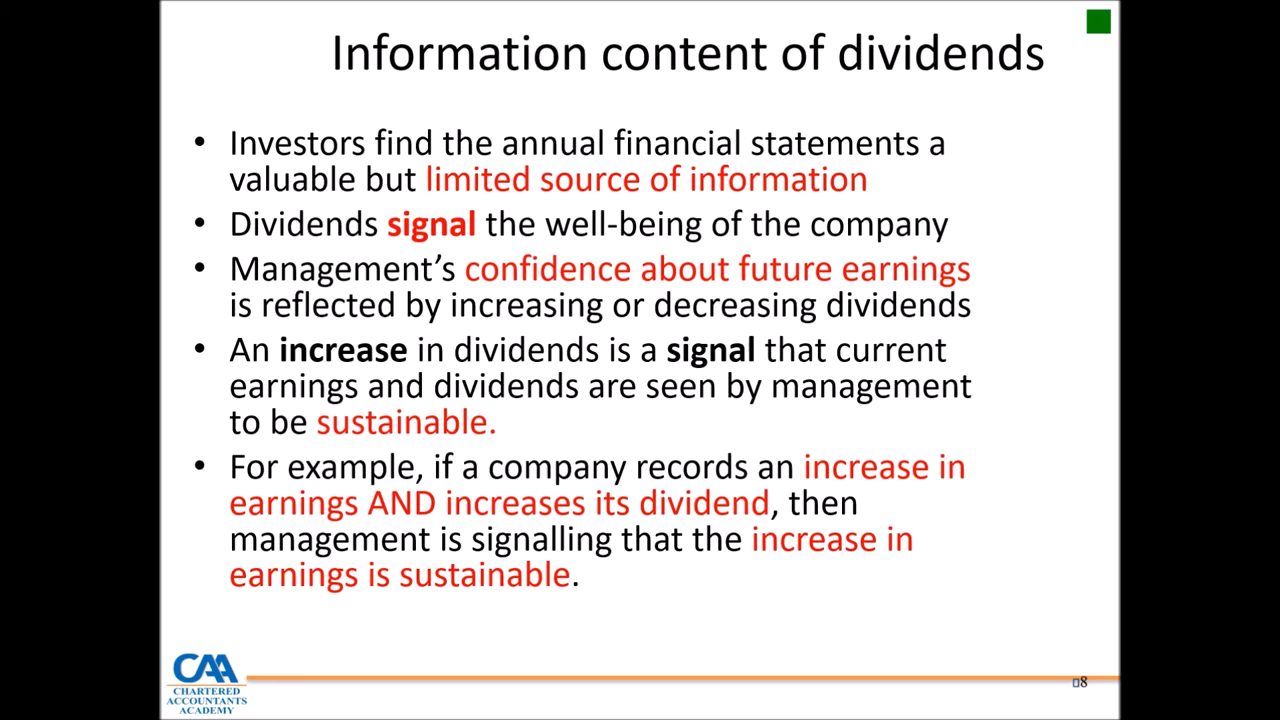 Information content of dividends
• Investors find the annual financial statements a
valuable but limited source of information
• Dividends signal the well-being of the company
• Management’s confidence about future earnings
is reflected by increasing or decreasing dividends
• An increase in dividends is a signal that current
earnings and dividends are seen by management
to be sustainable.
• For example, if a company records an increase in
earnings AND increases its dividend, then
management is signalling that the increase in
earnings is sustainable.
CAA
CHARTERED
ACCOUNTANTS
ACADEMY
8